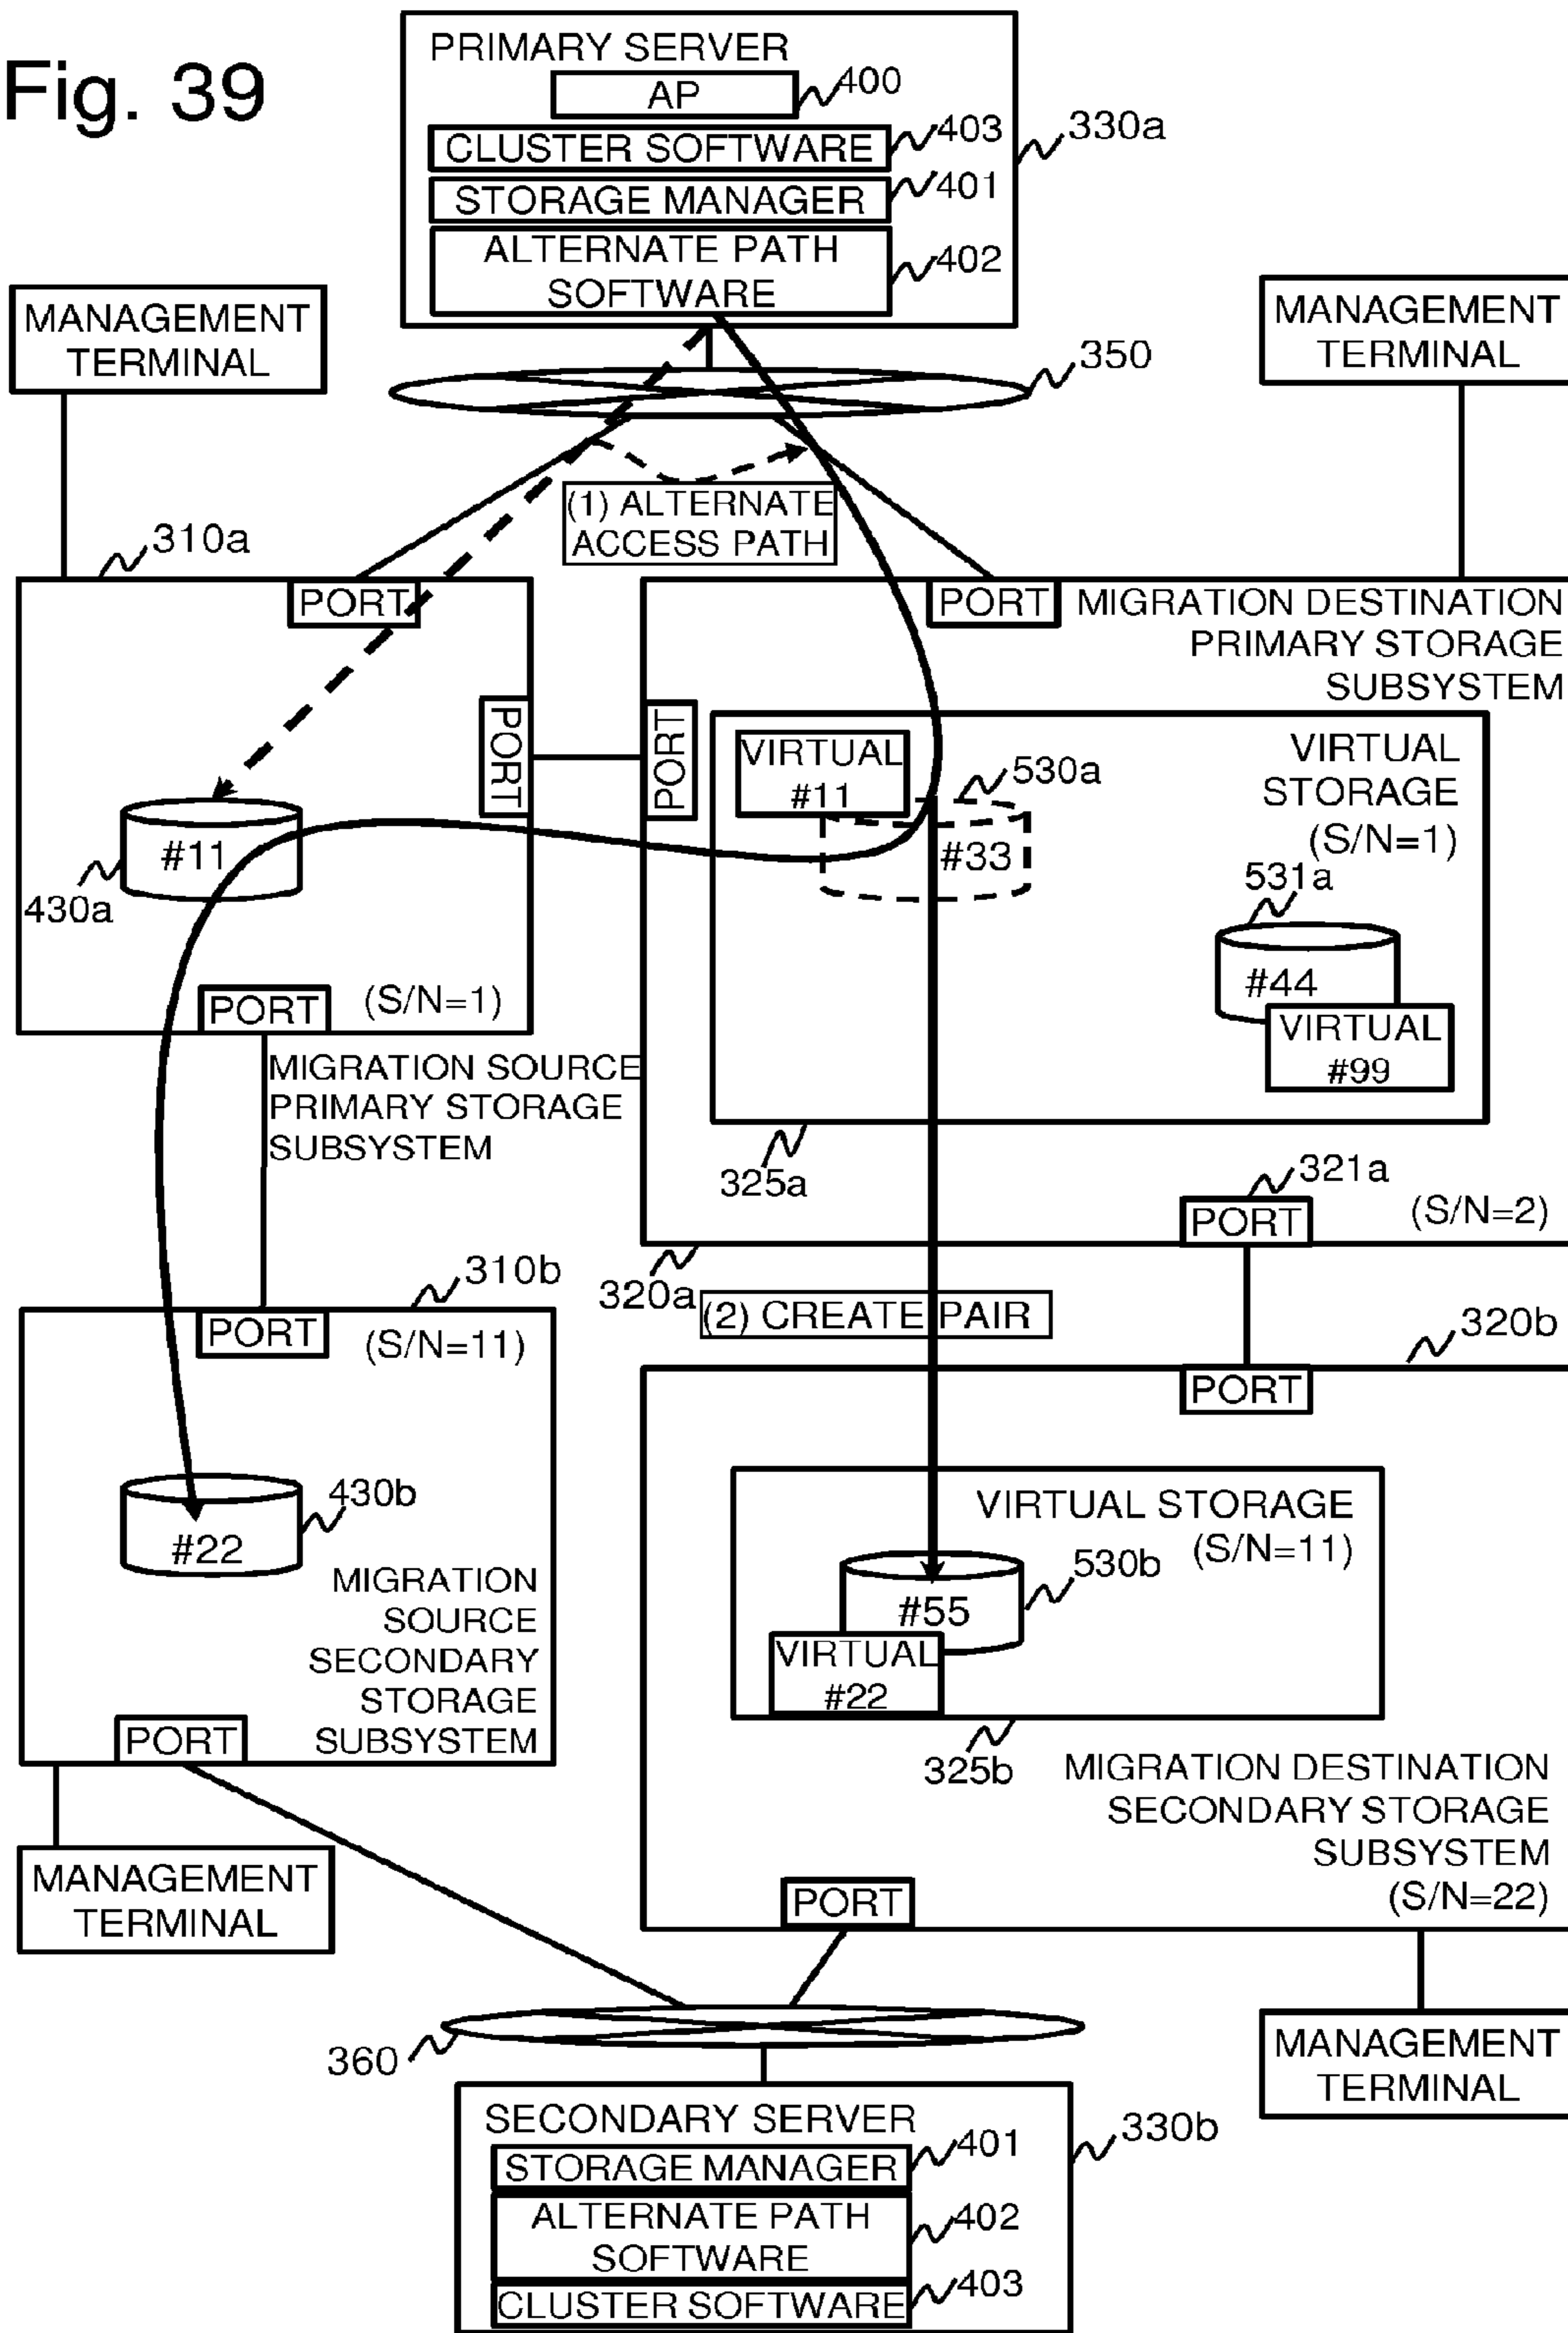 Fig. 39
PRIMARY SERVER
AP
400
CLUSTER SOFTWARE
403
330a
STORAGE MANAGER
401
ALTERNATE PATH
SOFTWARE
402
MANAGEMENT
TERMINAL
MANAGEMENT
TERMINAL
350
(1) ALTERNATE
ACCESS PATH
310a
PORT
PORT
MIGRATION DESTINATION
PRIMARY STORAGE
SUBSYSTEM
PORT
PORT
VIRTUAL
#11
530a
VIRTUAL
STORAGE
(S/N=1)
#11
#33
430a
531a
#44
VIRTUAL
#99
PORT
(S/N=1)
MIGRATION SOURCE
PRIMARY STORAGE
SUBSYSTEM
325a
321a
PORT
(S/N=2)
310b
320a
(2) CREATE PAIR
320b
PORT
(S/N=11)
PORT
430b
#22
VIRTUAL STORAGE
(S/N=11)
530b
#55
VIRTUAL
#22
MIGRATION
SOURCE
SECONDARY
STORAGE
SUBSYSTEM
PORT
325b
MIGRATION DESTINATION
SECONDARY STORAGE
SUBSYSTEM
(S/N=22)
MANAGEMENT
TERMINAL
PORT
360
MANAGEMENT
TERMINAL
SECONDARY SERVER
330b
STORAGE MANAGER
401
ALTERNATE PATH
SOFTWARE
402
CLUSTER SOFTWARE
403